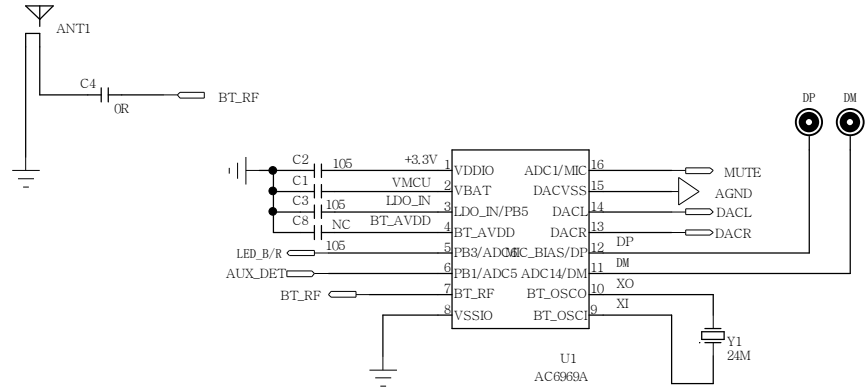 ANT1
C4
0R
BT_RF
DP
DM
C2
105
+3.3V
1
VDDIO
ADC1/MIC
16
MUTE
C1
VMCU
2
VBAT
DACVSS
15
AGND
C3
105
LDO_IN
3
LDO_IN/PB5
DACL
14
DACL
C8
NC
BT_AVDD
4
BT_AVDD
DACR
13
DACR
LED_B/R
105
5
PB3/ADC6
MIC_BIAS/DP
12
DP
AUX_DET
6
PB1/ADC5
ADC14/DM
11
DM
BT_RF
7
BT_RF
BT_OSCO
10
XO
8
VSSIO
BT_OSCI
9
XI
Y1
24M
U1
AC6969A